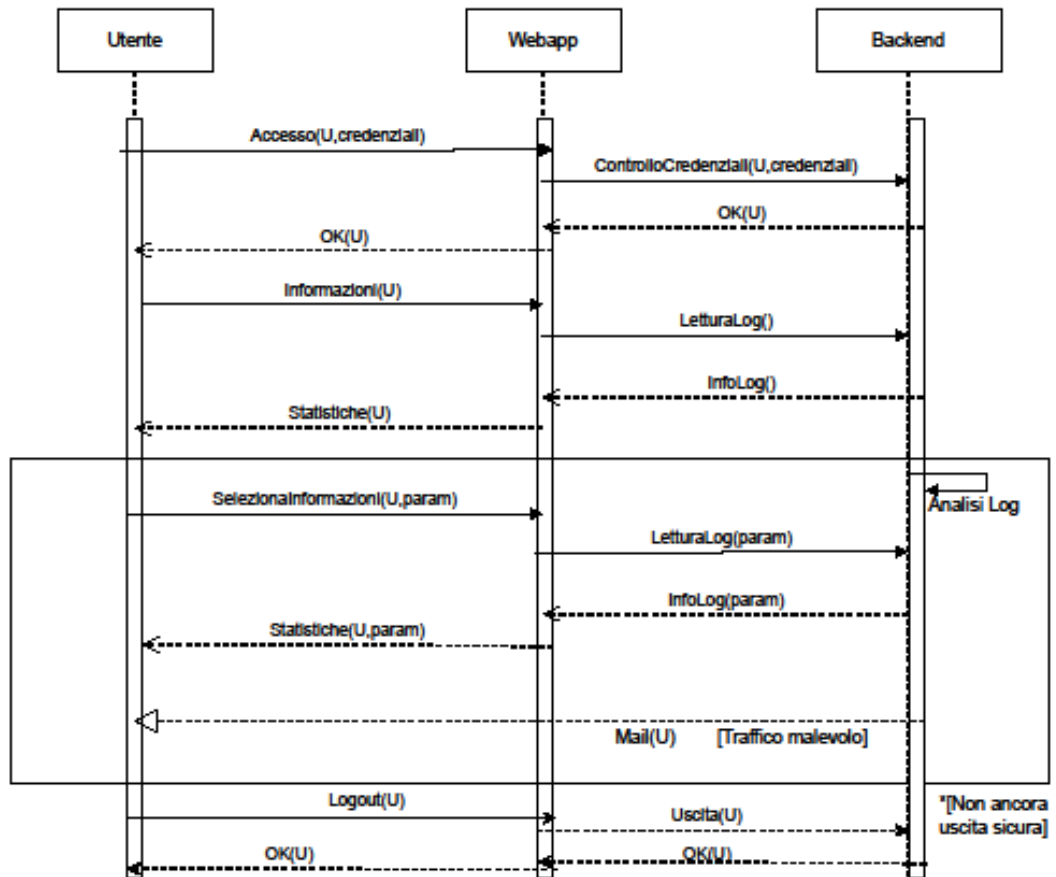 Utente
Webapp
Backend
Accesso(U,credenziali)
ControlloCredenziali(U,credenziali)
OK(U)
OK(U)
Informazioni(U)
LetturaLog()
InfoLog()
Statistiche(U)
Analisi Log
SelezionaInformazioni(U,param)
LetturaLog(param)
InfoLog(param)
Statistiche(U,param)
Mail(U) [Traffico malevolo]
Logout(U)
*[Non ancora
uscita sicura]
Uscita(U)
OK(U)
OK(U)